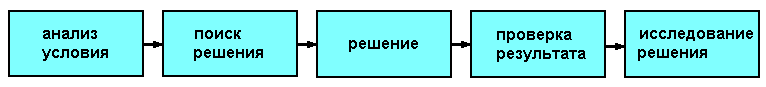 анализ
условия
поиск
решения
решение
проверка
результата
исследование
решения